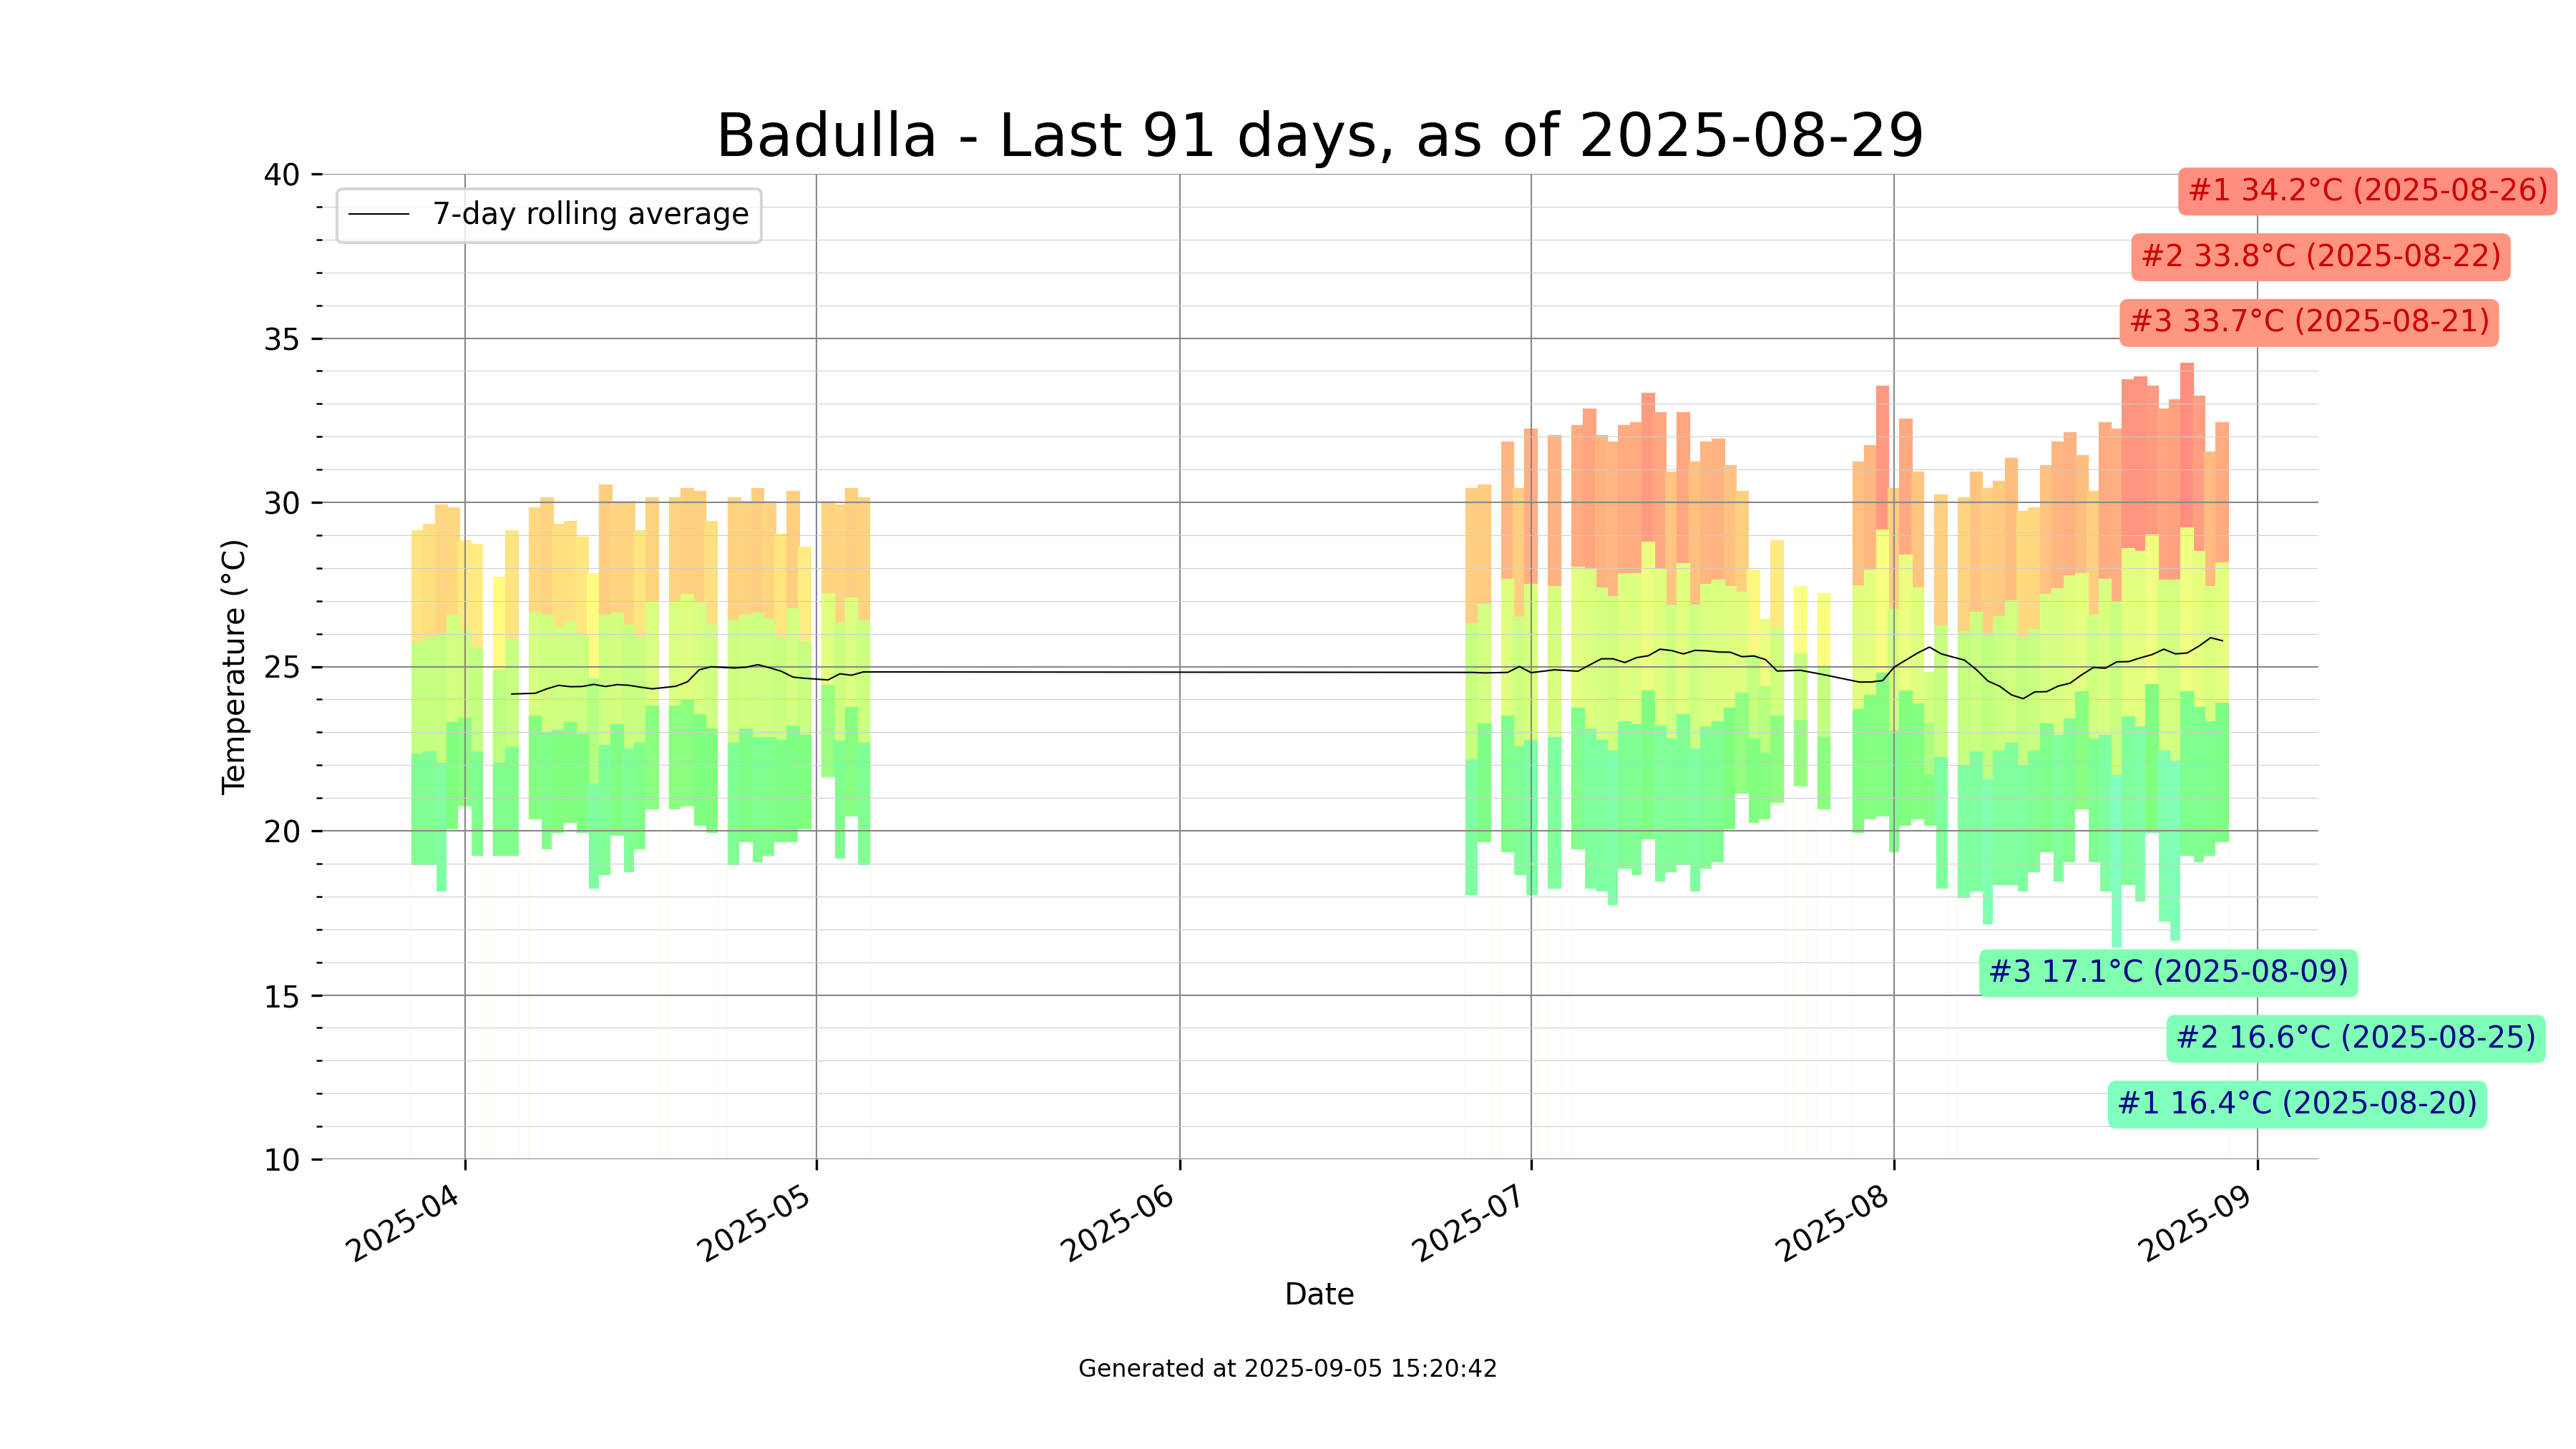 Badulla - Last 91 days, as of 2025-08-29
7-day rolling average
#1 34.2°C (2025-08-26)
#2 33.8°C (2025-08-22)
#3 33.7°C (2025-08-21)
#3 17.1°C (2025-08-09)
#2 16.6°C (2025-08-25)
#1 16.4°C (2025-08-20)
Temperature (°C)
40
35
30
25
20
15
10
2025-04
2025-05
2025-06
2025-07
2025-08
2025-09
Date
Generated at 2025-09-05 15:20:42